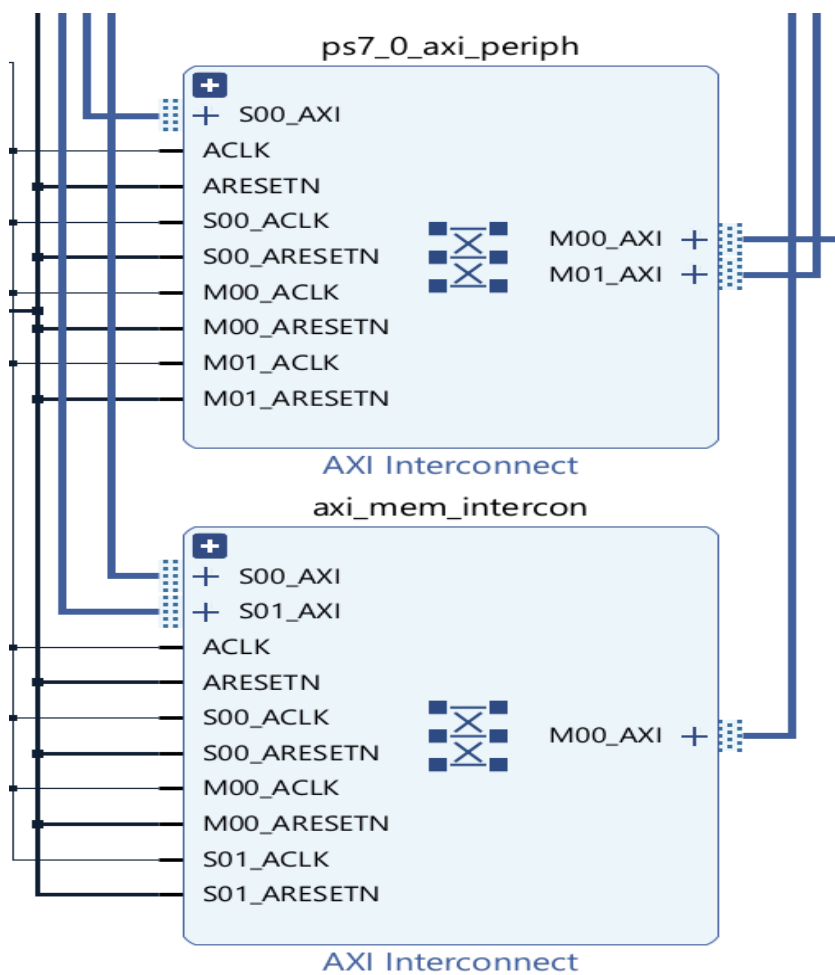 ps7_0_axi_periph
S00_AXI
ACLK
ARESETN
S00_ACLK
S00_ARESETN
M00_ACLK
M00_ARESETN
M01_ACLK
M01_ARESETN
M00_AXI
M01_AXI
AXI Interconnect
axi_mem_intercon
S00_AXI
S01_AXI
ACLK
ARESETN
S00_ACLK
S00_ARESETN
M00_ACLK
M00_ARESETN
S01_ACLK
S01_ARESETN
M00_AXI
AXI Interconnect